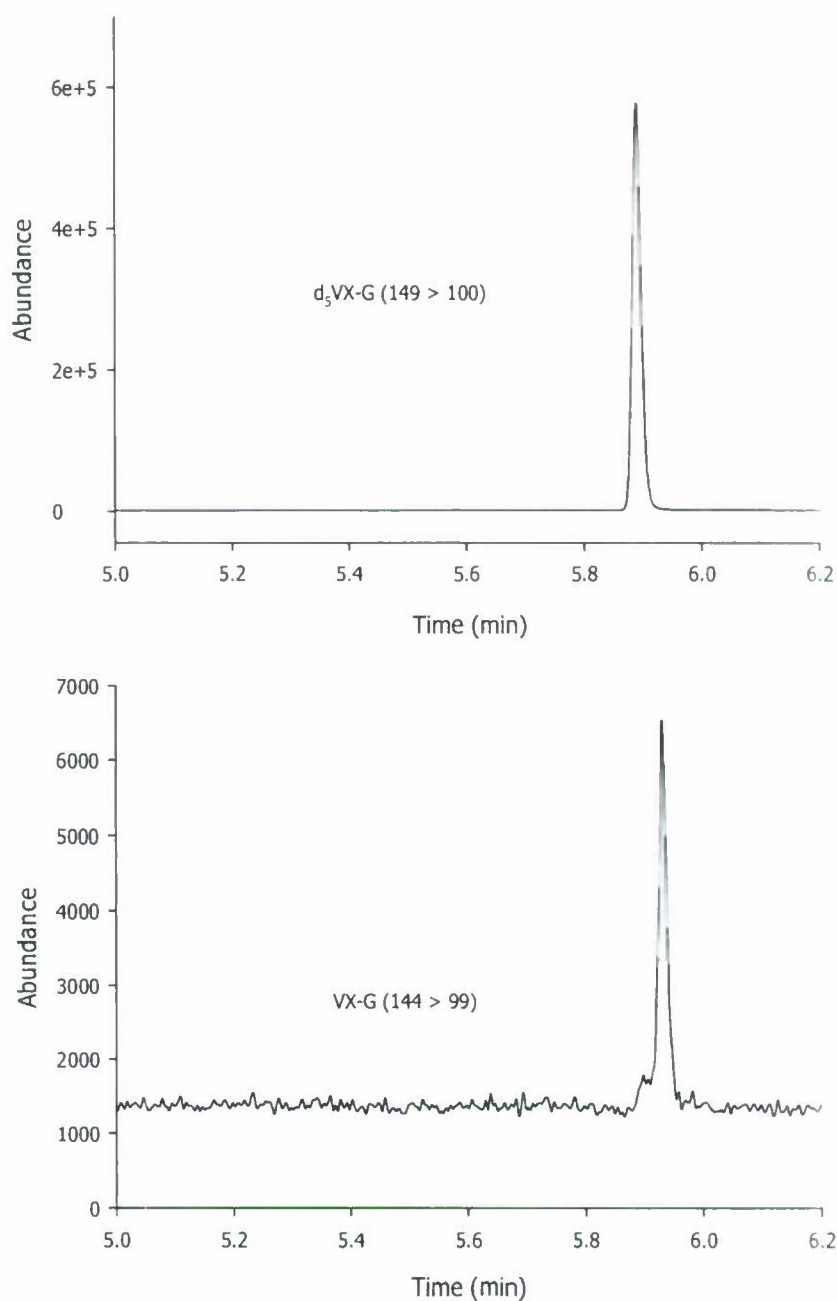 6e+5
4e+5
2e+5
0
Abundance
d5VX-G (149 > 100)
5.0 5.2 5.4 5.6 5.8 6.0 6.2
Time (min)
7000
6000
5000
4000
3000
2000
1000
0
Abundance
VX-G (144 > 99)
5.0 5.2 5.4 5.6 5.8 6.0 6.2
Time (min)